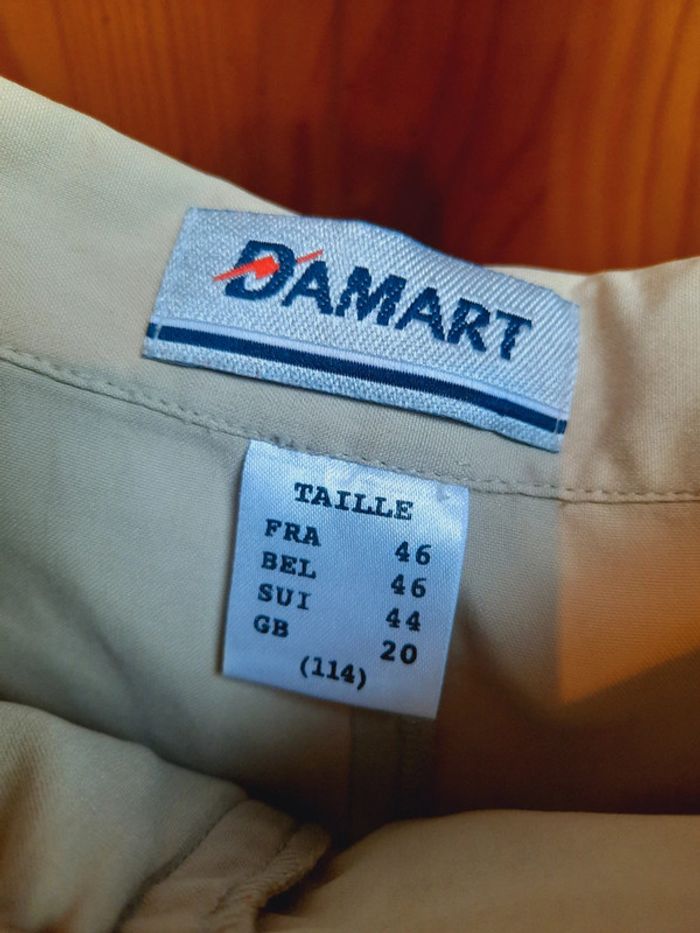 DAMART
TAILLE
FRA 46
BEL 46
SUI 44
GB 20
(114)